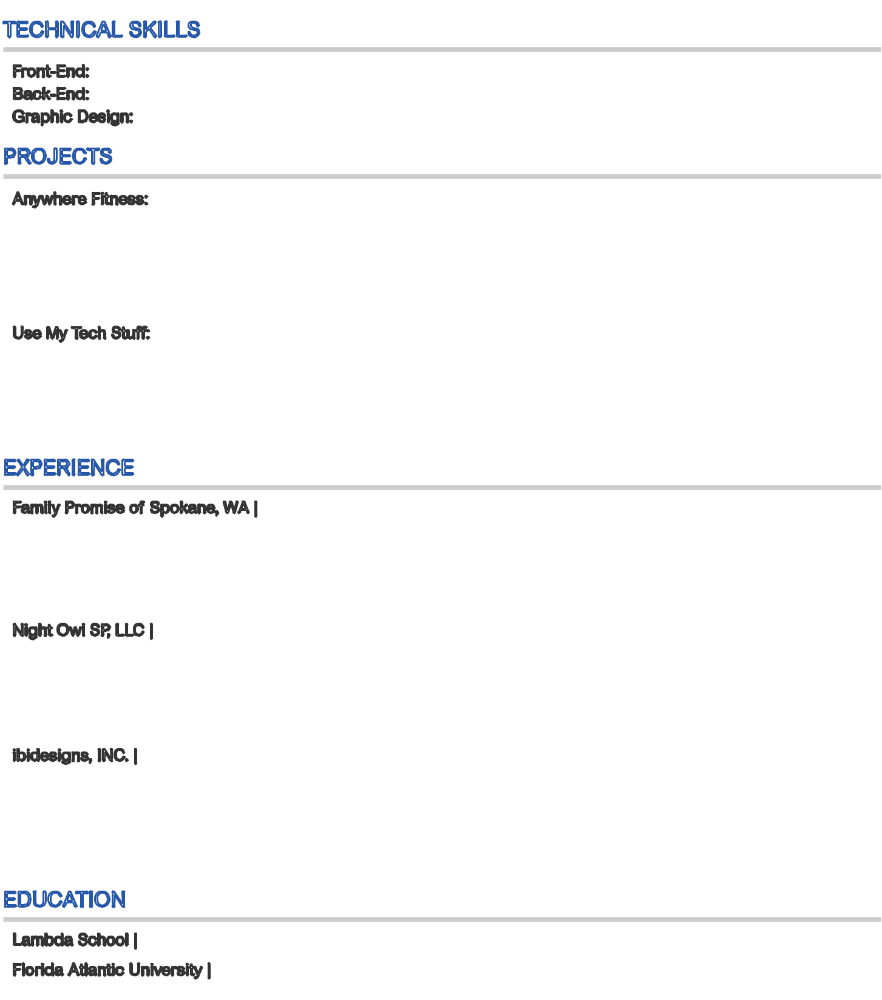 TECHNICAL SKILLS
Front-End:
Back-End:
Graphic Design:
PROJECTS
Anywhere Fitness:
Use My Tech Stuff:
EXPERIENCE
Family Promise of Spokane, WA |
Night Owl SP, LLC |
ibidesigns, INC. |
EDUCATION
Lambda School |
Florida Atlantic University |